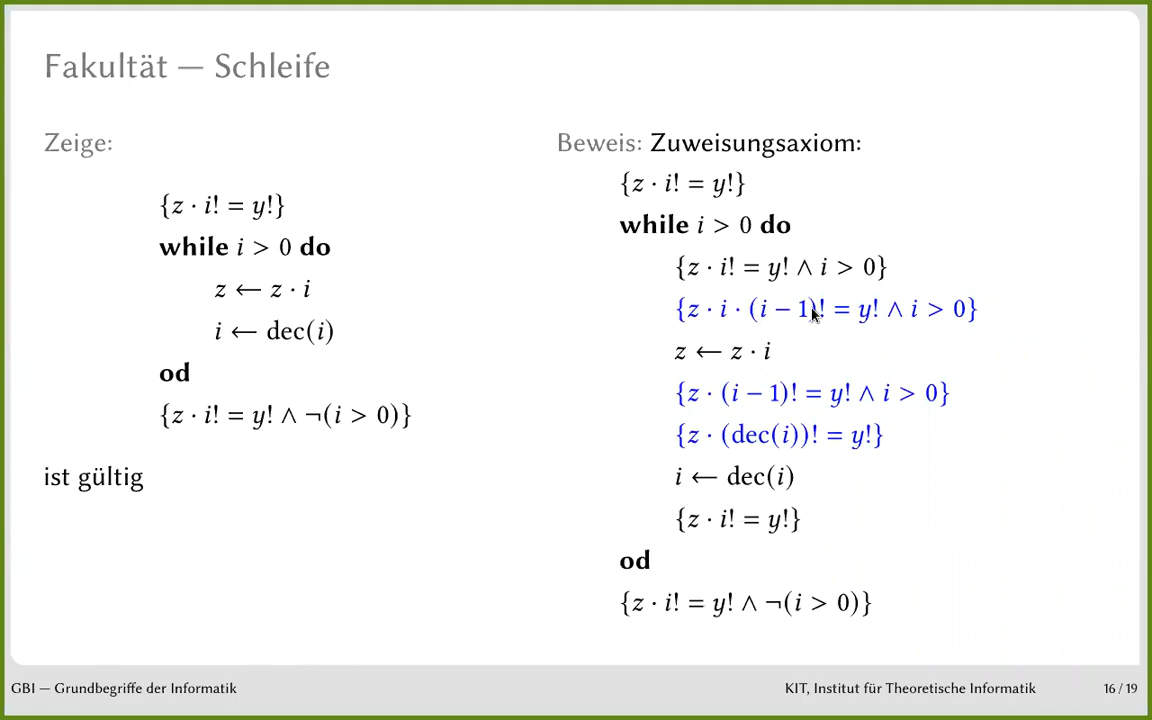 Fakultät — Schleife
Zeige:
{z · i! = y!}
while i > 0 do
z ← z · i
i ← dec(i)
od
{z · i! = y! ∧ ¬(i > 0)}
ist gültig
Beweis: Zuweisungsaxiom:
{z · i! = y!}
while i > 0 do
{z · i! = y! ∧ i > 0}
{z · i · (i − 1)! = y! ∧ i > 0}
z ← z · i
{z · (i − 1)! = y! ∧ i > 0}
{z · (dec(i))! = y!}
i ← dec(i)
{z · i! = y!}
od
{z · i! = y! ∧ ¬(i > 0)}
GBI — Grundbegriffe der Informatik
KIT, Institut für Theoretische Informatik
16 / 19